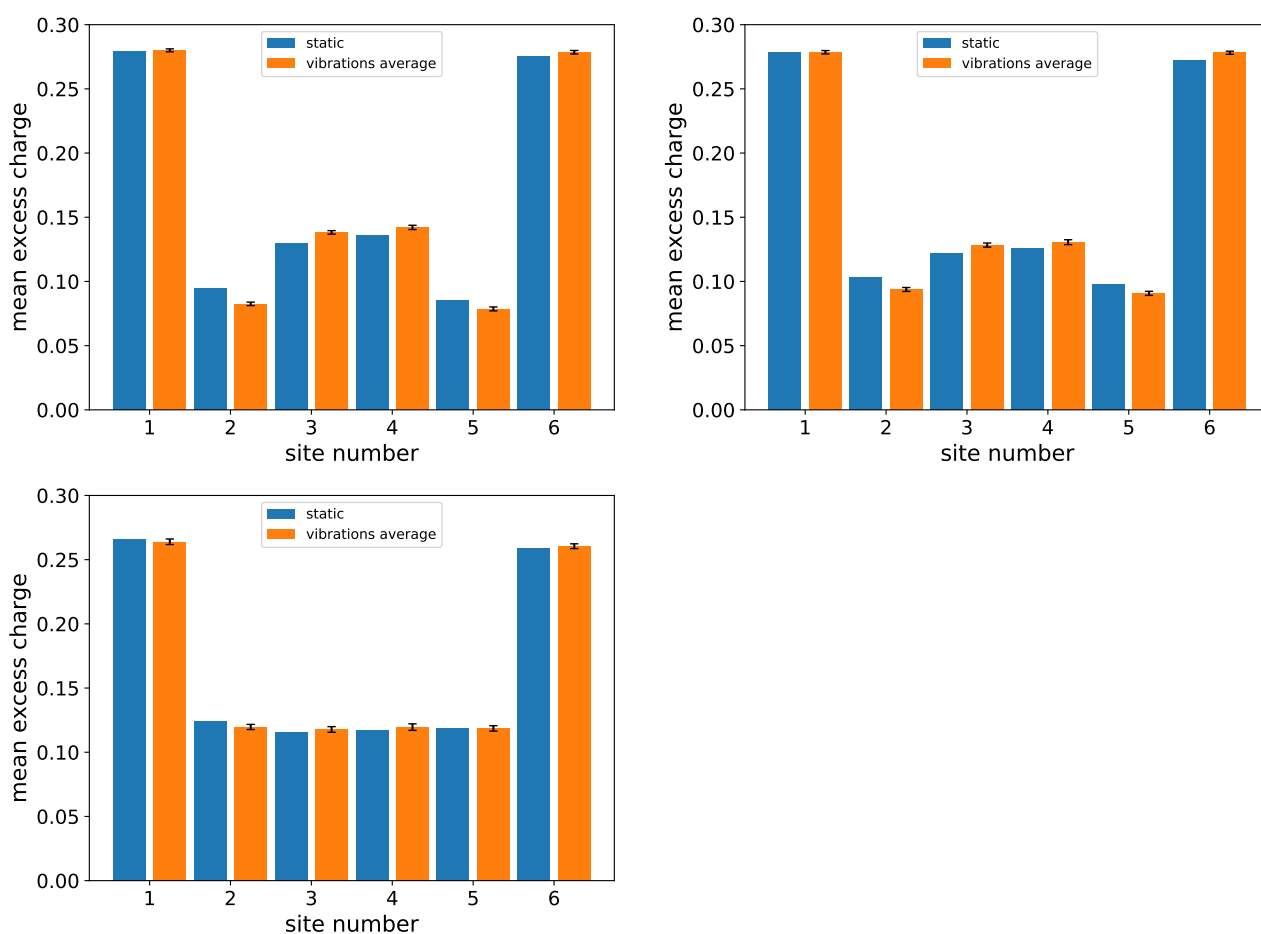 0.30
0.25
0.20
0.15
0.10
0.05
0.00
mean excess charge
static
vibrations average
1 2 3 4 5 6
site number
0.30
0.25
0.20
0.15
0.10
0.05
0.00
mean excess charge
static
vibrations average
1 2 3 4 5 6
site number
0.30
0.25
0.20
0.15
0.10
0.05
0.00
mean excess charge
static
vibrations average
1 2 3 4 5 6
site number